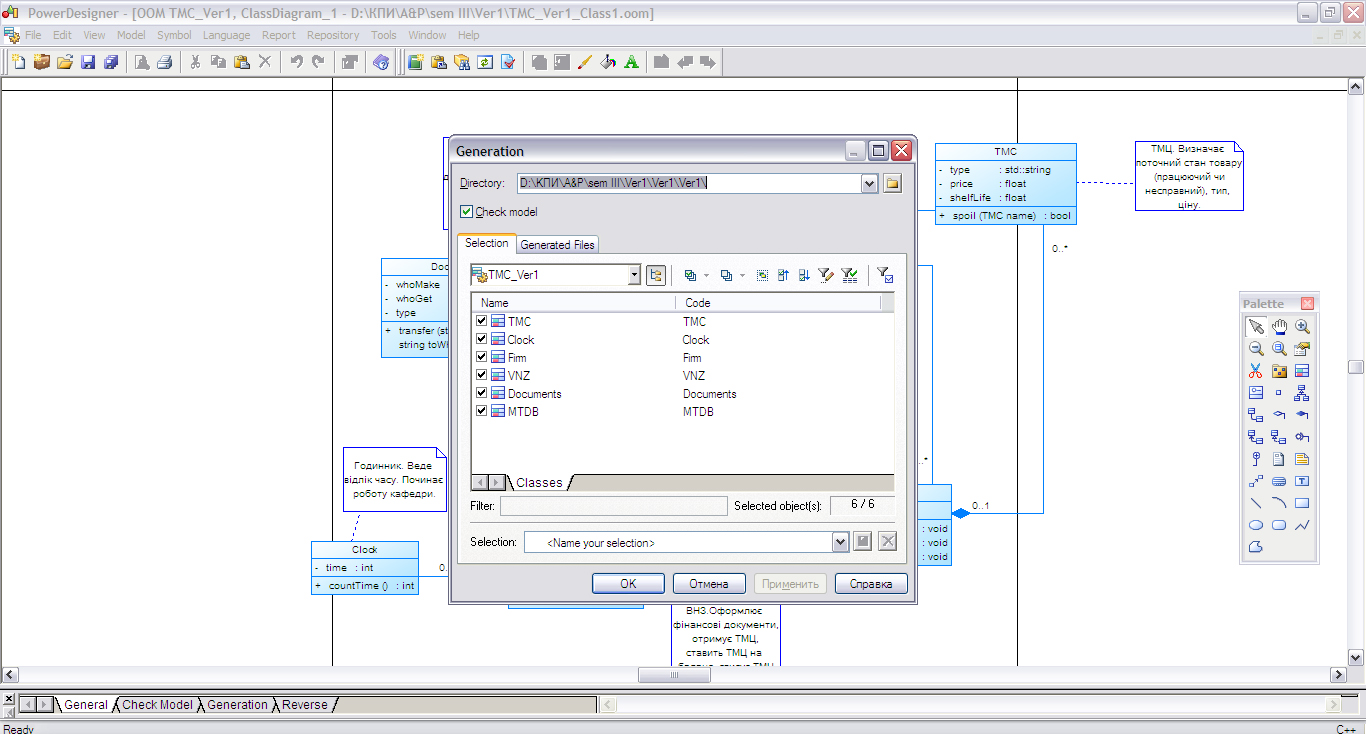 PowerDesigner - [OOM TMC_Ver1, ClassDiagram_1 - D:\КПИ\A&P\sem III\Ver1\TMC_Ver1_Class1.oom]
File Edit View Model Symbol Language Report Repository Tools Window Help
TMC
- type : std::string
- price : float
- shelfLife : float
+ spoil (TMC name) : bool
ТМЦ. Визначає
поточний стан товару
(працюючий чи
несправний), тип,
ціну.
0..*
Doc
- whoMake
- whoGet
- type
+ transfer (st
string toWh
Generation
Directory: D:\КПИ\A&P\sem III\Ver1\Ver1\Ver1\
Check model
Selection Generated Files
TMC_Ver1
Name Code
TMC TMC
Clock Clock
Firm Firm
VNZ VNZ
Documents Documents
MTDB MTDB
Classes
Filter: Selected object(s): 6 / 6
Selection: <Name your selection>
OK Отмена Применить Справка
Palette
Годинник. Веде
відлік часу. Починає
роботу кафедри.
Clock
- time : int
+ countTime () : int
0.
..*
0..1
: void
: void
: void
ВНЗ.Оформлює
фінансові документи,
отримує ТМЦ,
ставить ТМЦ на
General Check Model Generation Reverse
Ready C++